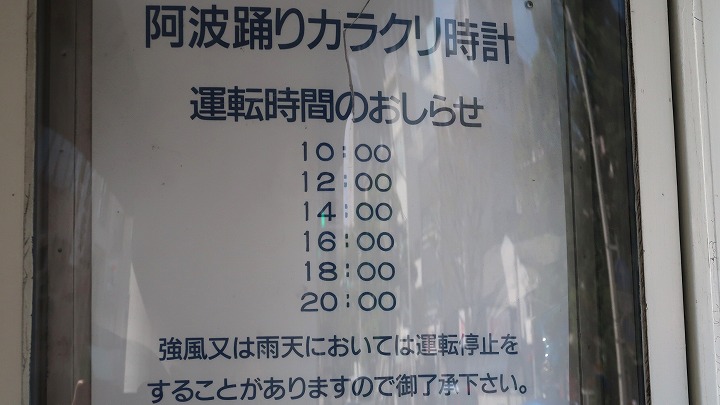 阿波踊りカラクリ時計
運転時間のおしらせ
10:00
12:00
14:00
16:00
18:00
20:00
強風又は雨天においては運転停止を
することがありますので御了承下さい。